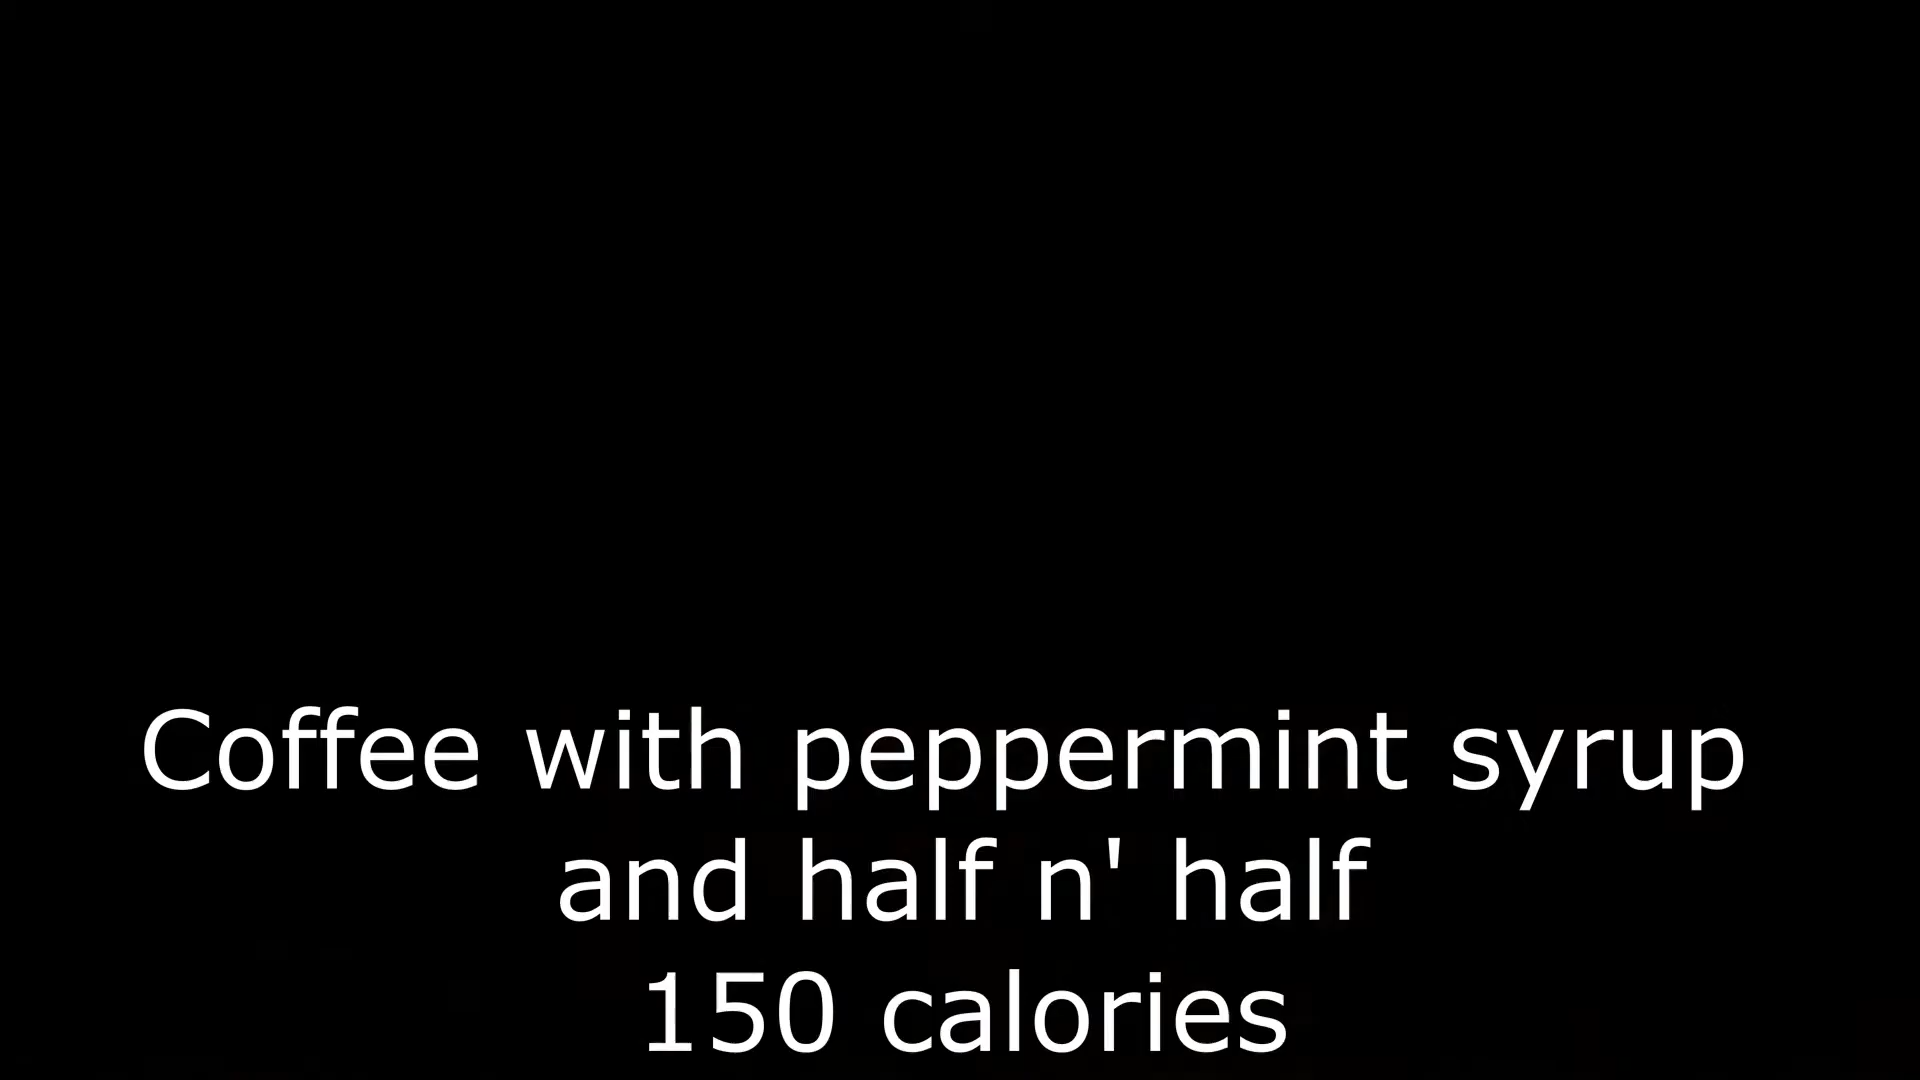 Coffee with peppermint syrup
and half n' half
150 calories